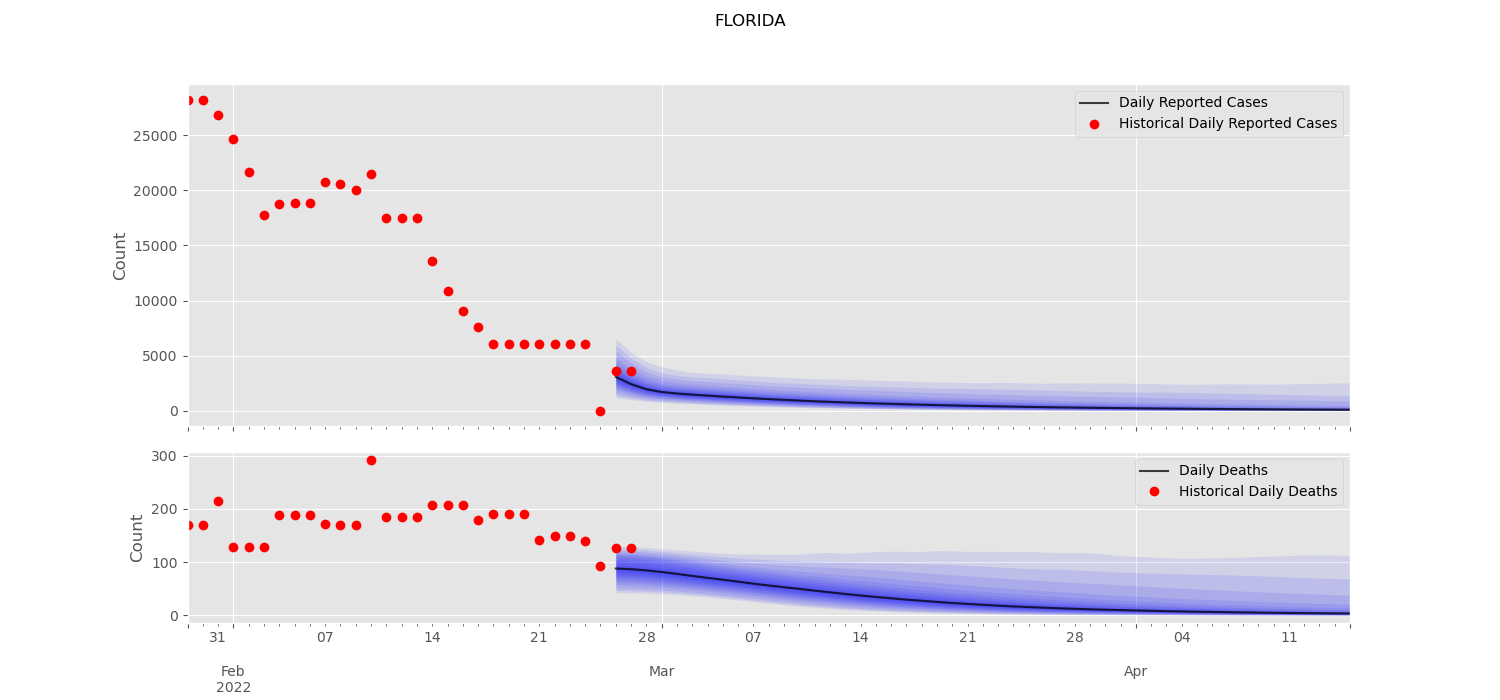 FLORIDA
Daily Reported Cases
Historical Daily Reported Cases
Count
25000
20000
15000
10000
5000
0
Daily Deaths
Historical Daily Deaths
Count
300
200
100
0
31 07 14 21 28 07 14 21 28 04 11
Feb Mar Apr
2022